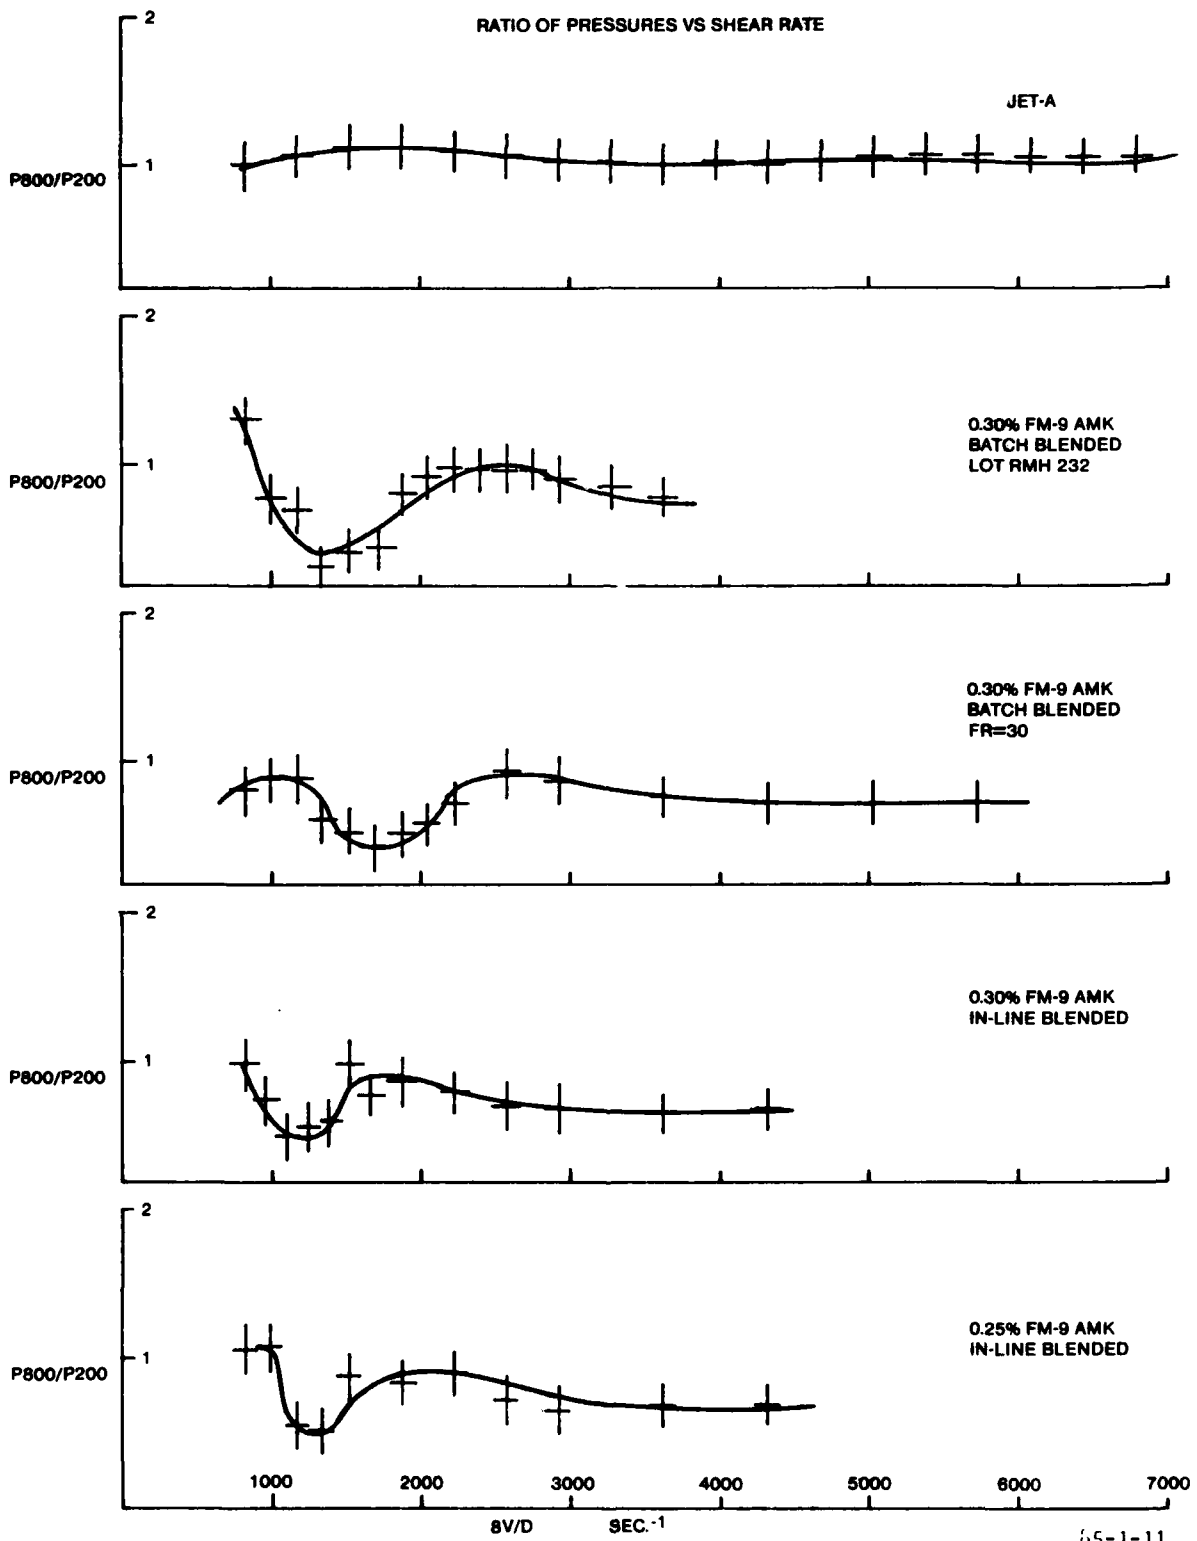 RATIO OF PRESSURES VS SHEAR RATE
2
JET-A
1
P800/P200
2
0.30% FM-9 AMK
BATCH BLENDED
LOT RMH 232
1
P800/P200
2
0.30% FM-9 AMK
BATCH BLENDED
FR=30
1
P800/P200
2
0.30% FM-9 AMK
IN-LINE BLENDED
1
P800/P200
2
0.25% FM-9 AMK
IN-LINE BLENDED
1
P800/P200
1000 2000 3000 4000 5000 6000 7000
8V/D SEC.-1
85-1-11